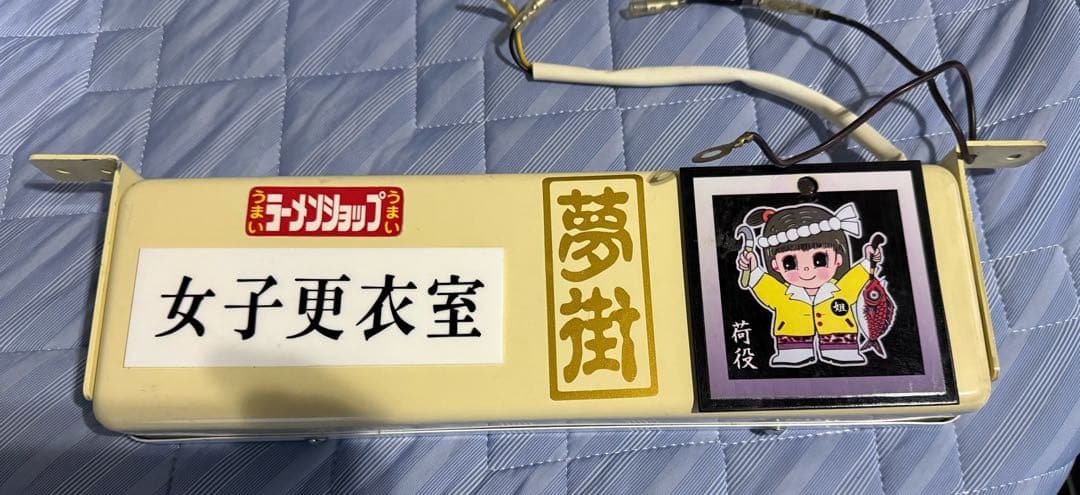 うまい ラーメンショップ うまい
女子更衣室
夢街
姐
荷役